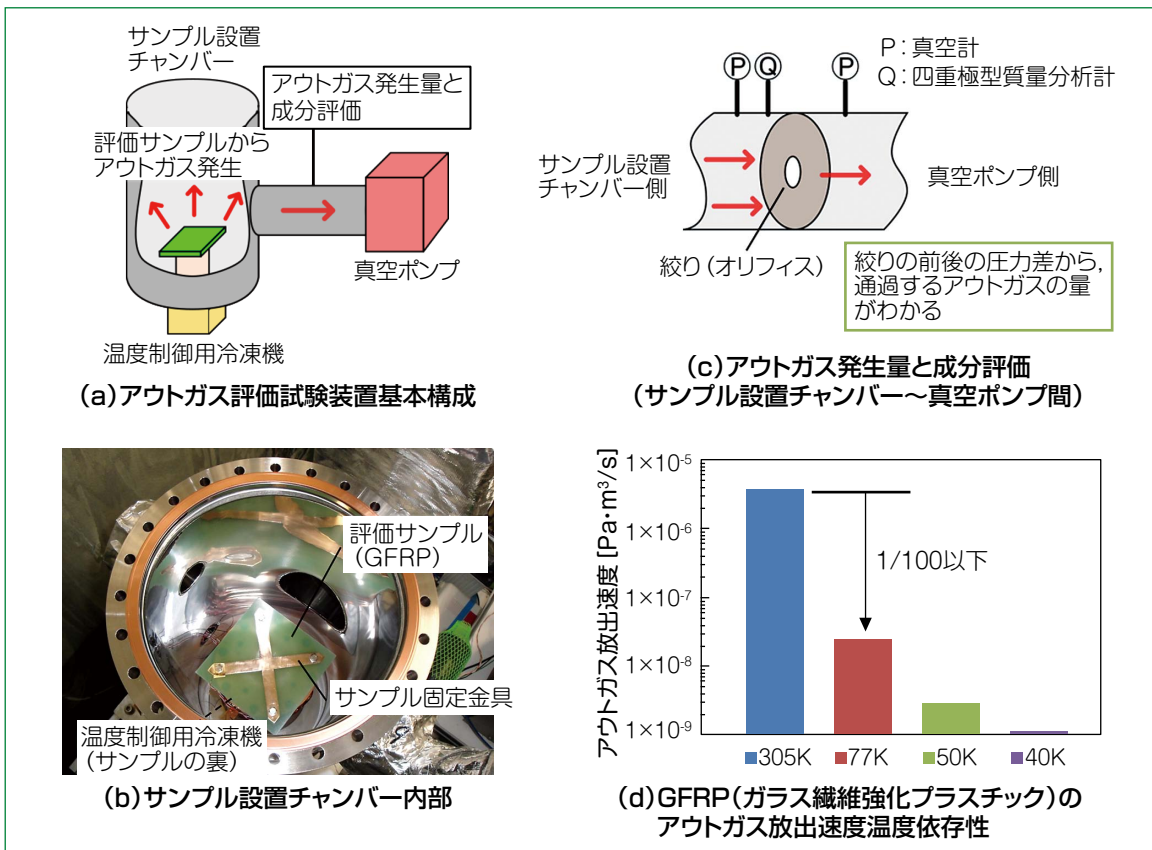 サンプル設置
チャンバー
アウトガス発生量と
成分評価
評価サンプルから
アウトガス発生
真空ポンプ
温度制御用冷凍機
(a)アウトガス評価試験装置基本構成
P：真空計
Q：四重極型質量分析計
P
Q
P
サンプル設置
チャンバー側
真空ポンプ側
絞り（オリフィス）
絞りの前後の圧力差から，
通過するアウトガスの量
がわかる
(c)アウトガス発生量と成分評価
（サンプル設置チャンバー〜真空ポンプ間）
評価サンプル
（GFRP）
サンプル固定金具
温度制御用冷凍機
（サンプルの裏）
(b)サンプル設置チャンバー内部
アウトガス放出速度 [Pa·m³/s]
1×10⁻⁵
1×10⁻⁶
1×10⁻⁷
1×10⁻⁸
1×10⁻⁹
1/100以下
■305K ■77K ■50K ■40K
(d)GFRP（ガラス繊維強化プラスチック）の
アウトガス放出速度温度依存性